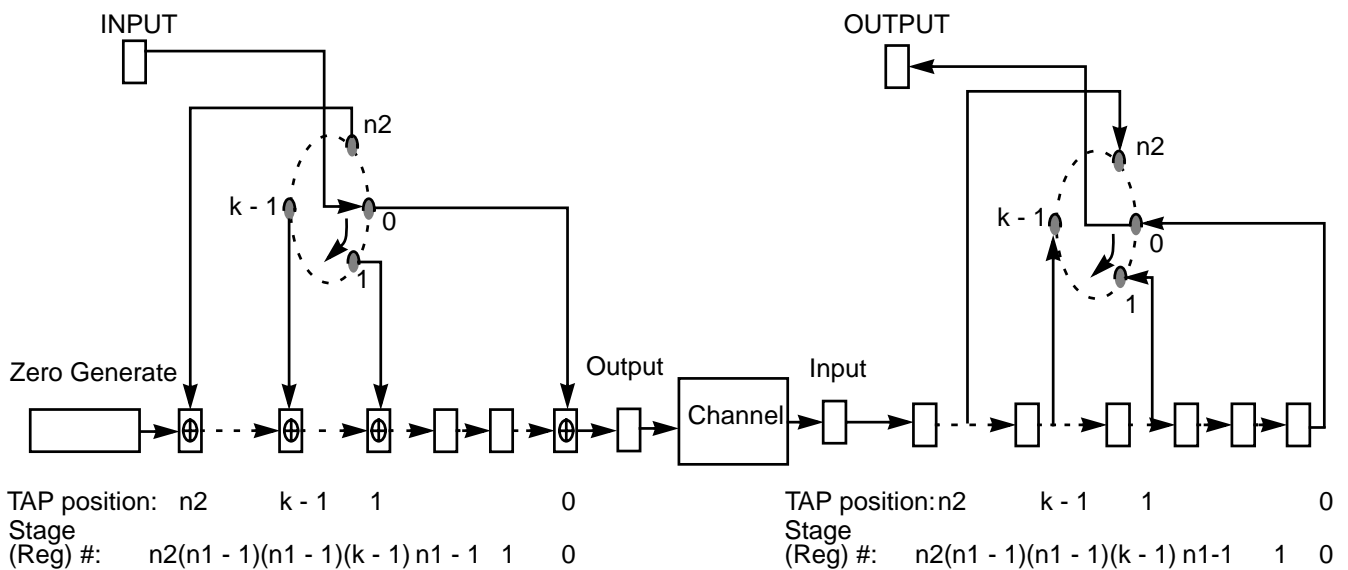 INPUT
OUTPUT
n2
k - 1
0
1
n2
k - 1
0
1
Zero Generate
Output
Channel
Input
TAP position: n2 k - 1 1 0
Stage
(Reg) #: n2(n1 - 1)(n1 - 1)(k - 1) n1 - 1 1 0
TAP position: n2 k - 1 1 0
Stage
(Reg) #: n2(n1 - 1)(n1 - 1)(k - 1) n1-1 1 0